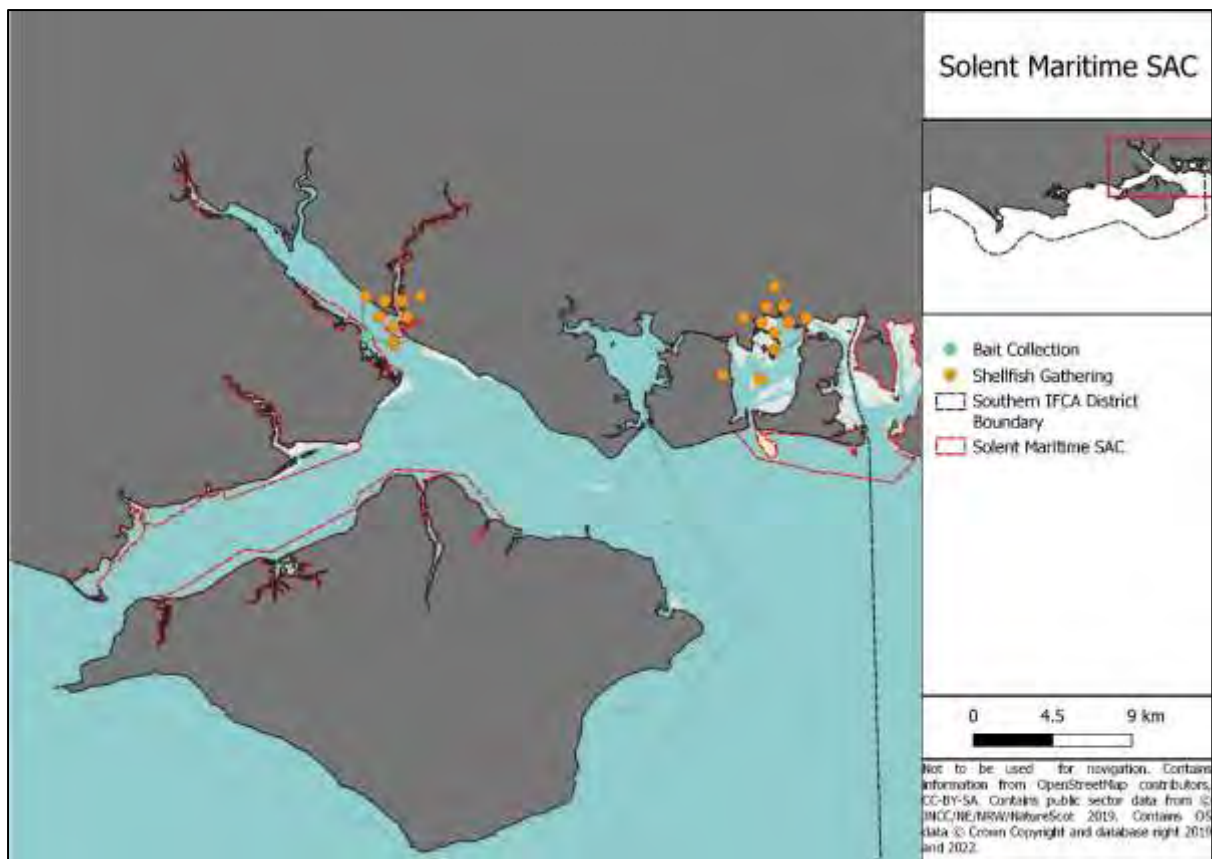 Solent Maritime SAC
Bait Collection
Shellfish Gathering
Southern IFCA District
Boundary
Solent Maritime SAC
0 4.5 9 km
Not to be used for navigation. Contains
information from OpenStreetMap contributors,
CC-BY-SA. Contains public sector data from ©
JNCC/NE/NRW/NatureScot 2019. Contains OS
data © Crown Copyright and database right 2019
and 2022.